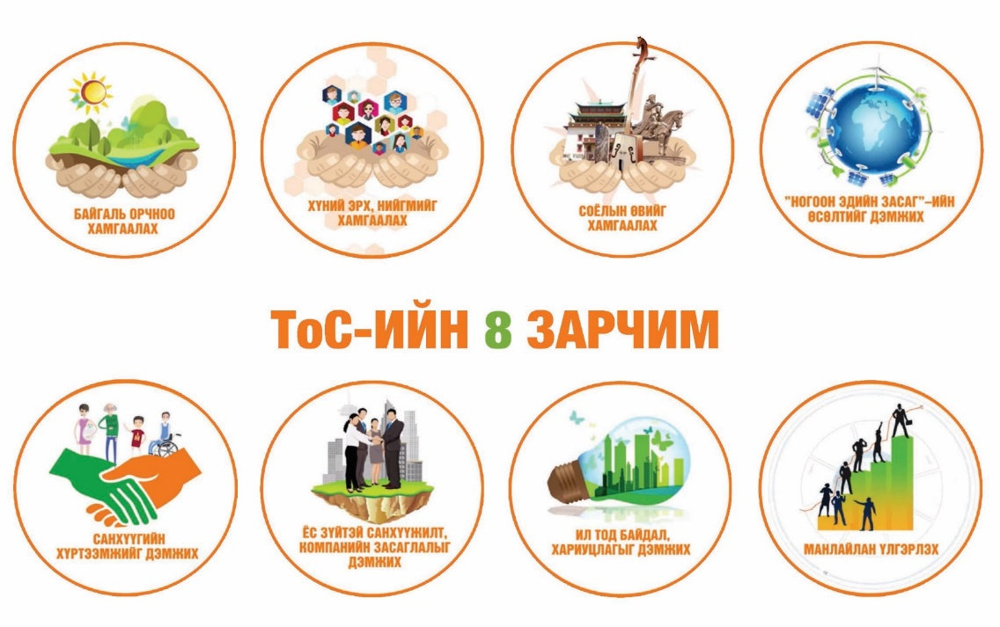 БАЙГАЛЬ ОРЧНОО
ХАМГААЛАХ
ХҮНИЙ ЭРХ, НИЙГМИЙГ
ХАМГААЛАХ
СОЁЛЫН ӨВИЙГ
ХАМГААЛАХ
"НОГООН ЭДИЙН ЗАСАГ"–ИЙН
ӨСӨЛТИЙГ ДЭМЖИХ
ТоС-ИЙН 8 ЗАРЧИМ
САНХҮҮГИЙН
ХҮРТЭЭМЖИЙГ ДЭМЖИХ
ЁС ЗҮЙТЭЙ САНХҮҮЖИЛТ,
КОМПАНИЙН ЗАСАГЛАЛЫГ
ДЭМЖИХ
ИЛ ТОД БАЙДАЛ,
ХАРИУЦЛАГЫГ ДЭМЖИХ
МАНЛАЙЛАН ҮЛГЭРЛЭХ